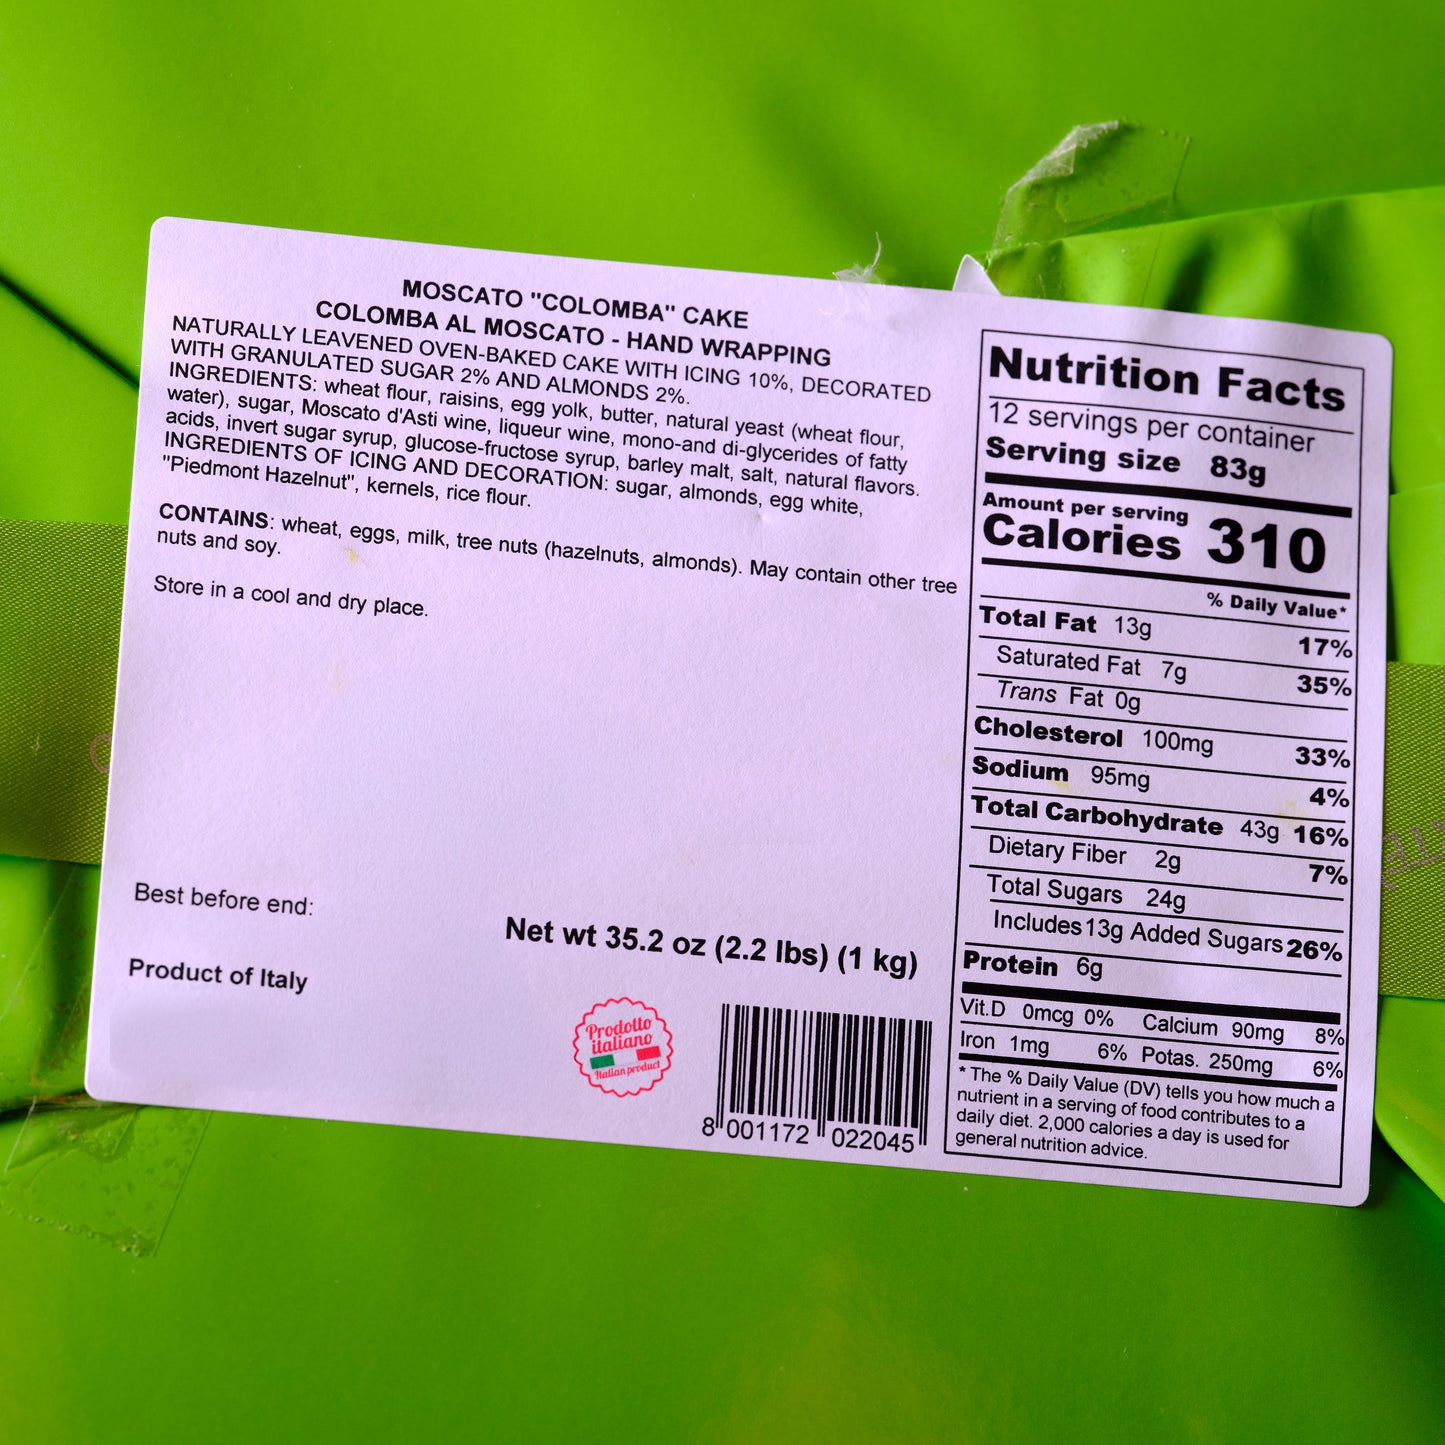 MOSCATO "COLOMBA" CAKE
COLOMBA AL MOSCATO - HAND WRAPPING
NATURALLY LEAVENED OVEN-BAKED CAKE WITH ICING 10%, DECORATED
WITH GRANULATED SUGAR 2% AND ALMONDS 2%.
INGREDIENTS: wheat flour, raisins, egg yolk, butter, natural yeast (wheat flour,
water), sugar, Moscato d'Asti wine, liqueur wine, mono-and di-glycerides of fatty
acids, invert sugar syrup, glucose-fructose syrup, barley malt, salt, natural flavors.
INGREDIENTS OF ICING AND DECORATION: sugar, almonds, egg white,
"Piedmont Hazelnut", kernels, rice flour.
CONTAINS: wheat, eggs, milk, tree nuts (hazelnuts, almonds). May contain other tree
nuts and soy.
Store in a cool and dry place.
Best before end:
Net wt 35.2 oz (2.2 lbs) (1 kg)
Product of Italy
Prodotto
italiano
Italian product
8 001172 022045
Nutrition Facts
12 servings per container
Serving size 83g
Amount per serving
Calories 310
% Daily Value*
Total Fat 13g 17%
Saturated Fat 7g 35%
Trans Fat 0g
Cholesterol 100mg 33%
Sodium 95mg 4%
Total Carbohydrate 43g 16%
Dietary Fiber 2g 7%
Total Sugars 24g
Includes 13g Added Sugars 26%
Protein 6g
Vit.D 0mcg 0% Calcium 90mg 8%
Iron 1mg 6% Potas. 250mg 6%
* The % Daily Value (DV) tells you how much a
nutrient in a serving of food contributes to a
daily diet. 2,000 calories a day is used for
general nutrition advice.